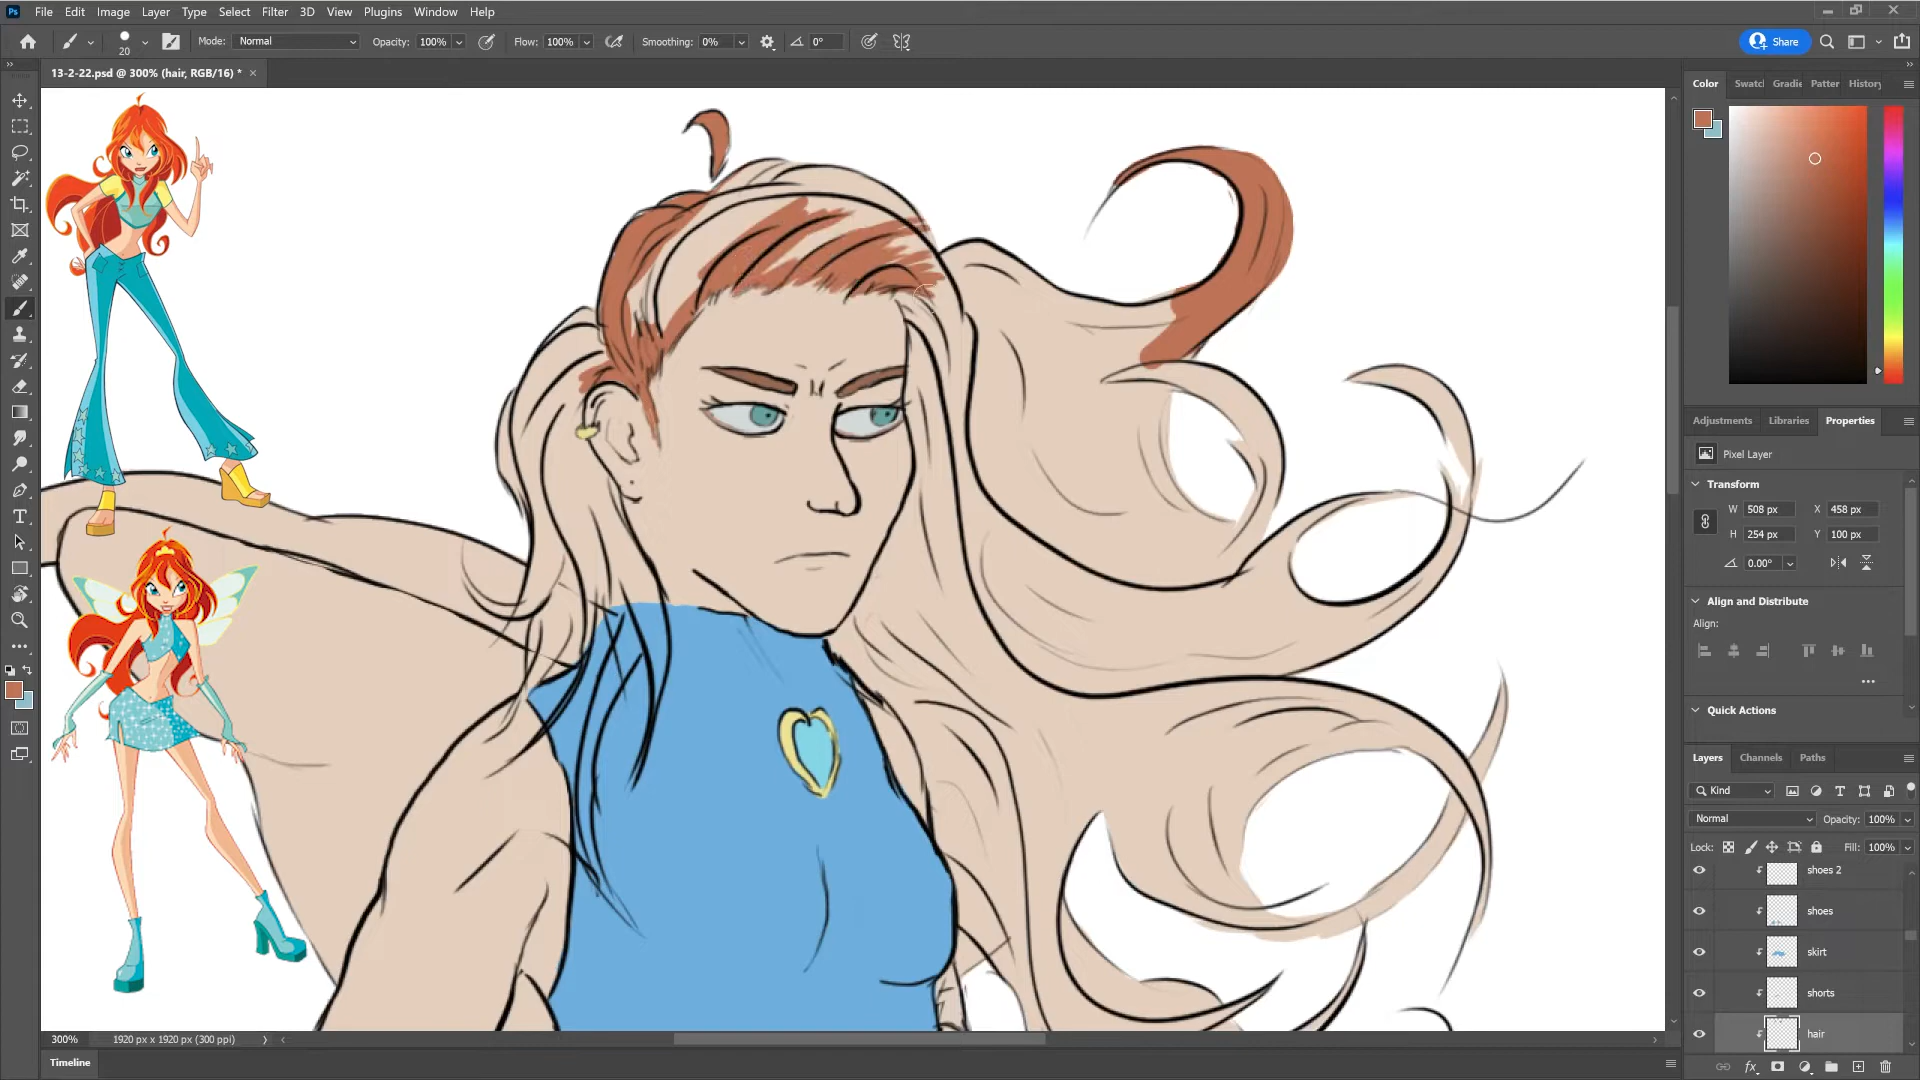 Ps File Edit Image Layer Type Select Filter 3D View Plugins Window Help
20 Mode: Normal Opacity: 100% Flow: 100% Smoothing: 0% 0° Share
13-2-22.psd @ 300% (hair, RGB/16) *
Color Swatcl Gradie Patter History
Adjustments Libraries Properties
Pixel Layer
Transform
W 508 px X 458 px
H 254 px Y 100 px
0.00°
Align and Distribute
Align:
Quick Actions
Layers Channels Paths
Kind
Normal Opacity: 100%
Lock: Fill: 100%
shoes 2
shoes
skirt
shorts
hair
300% 1920 px x 1920 px (300 ppi)
Timeline